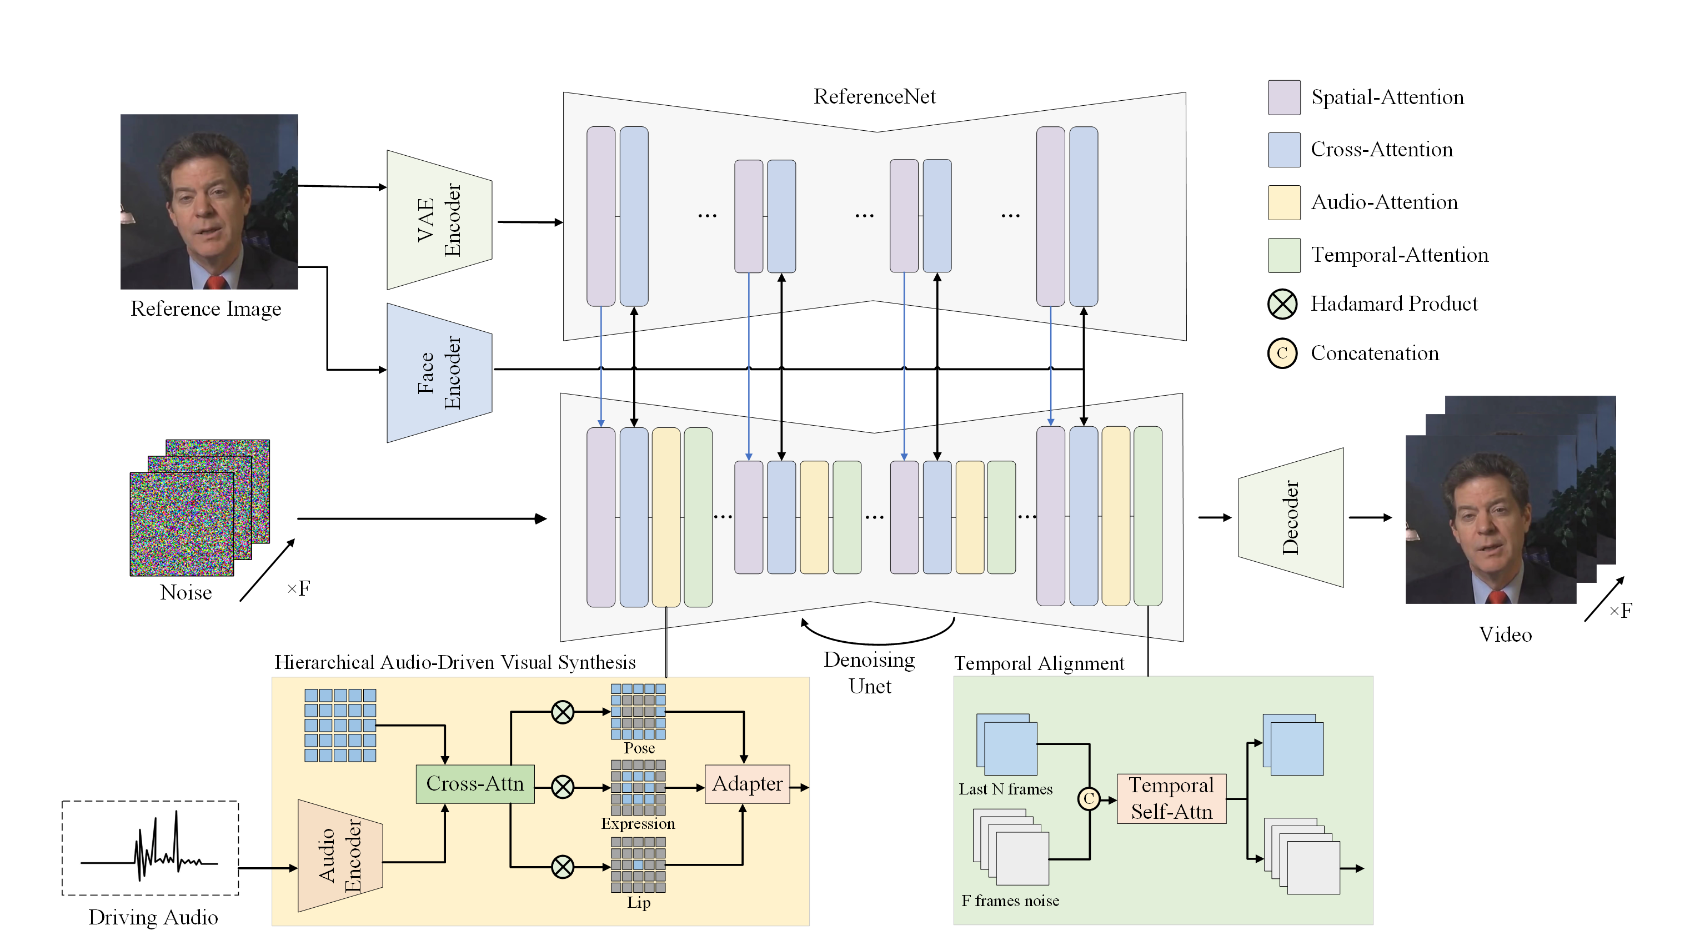 ReferenceNet
Spatial-Attention
Cross-Attention
Audio-Attention
Temporal-Attention
Hadamard Product
C
Concatenation
VAE
Encoder
Reference Image
Face
Encoder
...
...
...
Noise
×F
...
...
...
Decoder
Video
×F
Denoising
Unet
Hierarchical Audio-Driven Visual Synthesis
Cross-Attn
Pose
Expression
Lip
Adapter
Audio
Encoder
Driving Audio
Temporal Alignment
Last N frames
C
Temporal
Self-Attn
F frames noise